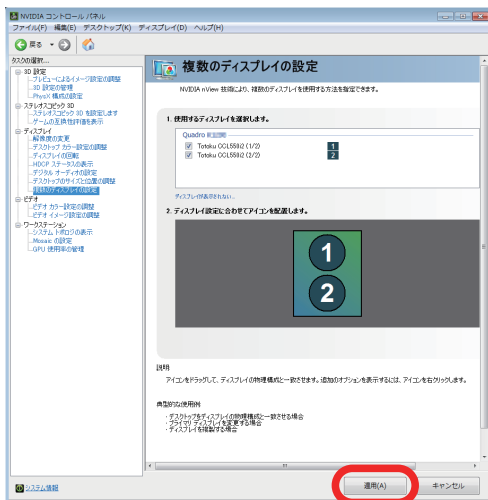 NVIDIA コントロール パネル
ファイル(F) 編集(E) デスクトップ(K) ディスプレイ(D) ヘルプ(H)
戻る
タスクの選択...
3D 設定
プレビューによるイメージ設定の調整
3D 設定の管理
PhysX 構成の設定
ステレオスコピック 3D
ステレオスコピック 3D を設定します
ゲームの互換性評価を表示
ディスプレイ
解像度の変更
デスクトップ カラー設定の調整
ディスプレイの回転
HDCP ステータスの表示
デジタル オーディオの設定
デスクトップのサイズと位置の調整
複数のディスプレイの設定
ビデオ
ビデオ カラー設定の調整
ビデオ イメージ設定の調整
ワークステーション
システム トポロジの表示
Mosaic の設定
GPU 使用率の管理
システム情報
複数のディスプレイの設定
NVIDIA nView 技術により、複数のディスプレイを使用する方法を指定できます。
1. 使用するディスプレイを選択します。
Quadro
Totoku CCL550i2 (1/2) 1
Totoku CCL550i2 (2/2) 2
ディスプレイが表示されない...
2. ディスプレイ設定に合わせてアイコンを配置します。
1
2
説明
アイコンをドラッグして、ディスプレイの物理構成と一致させます。追加のオプションを表示するには、アイコンを右クリックします。
典型的な使用例
・デスクトップをディスプレイの物理構成と一致させる場合
・プライマリ ディスプレイを変更する場合
・ディスプレイを複製する場合
適用(A)
キャンセル